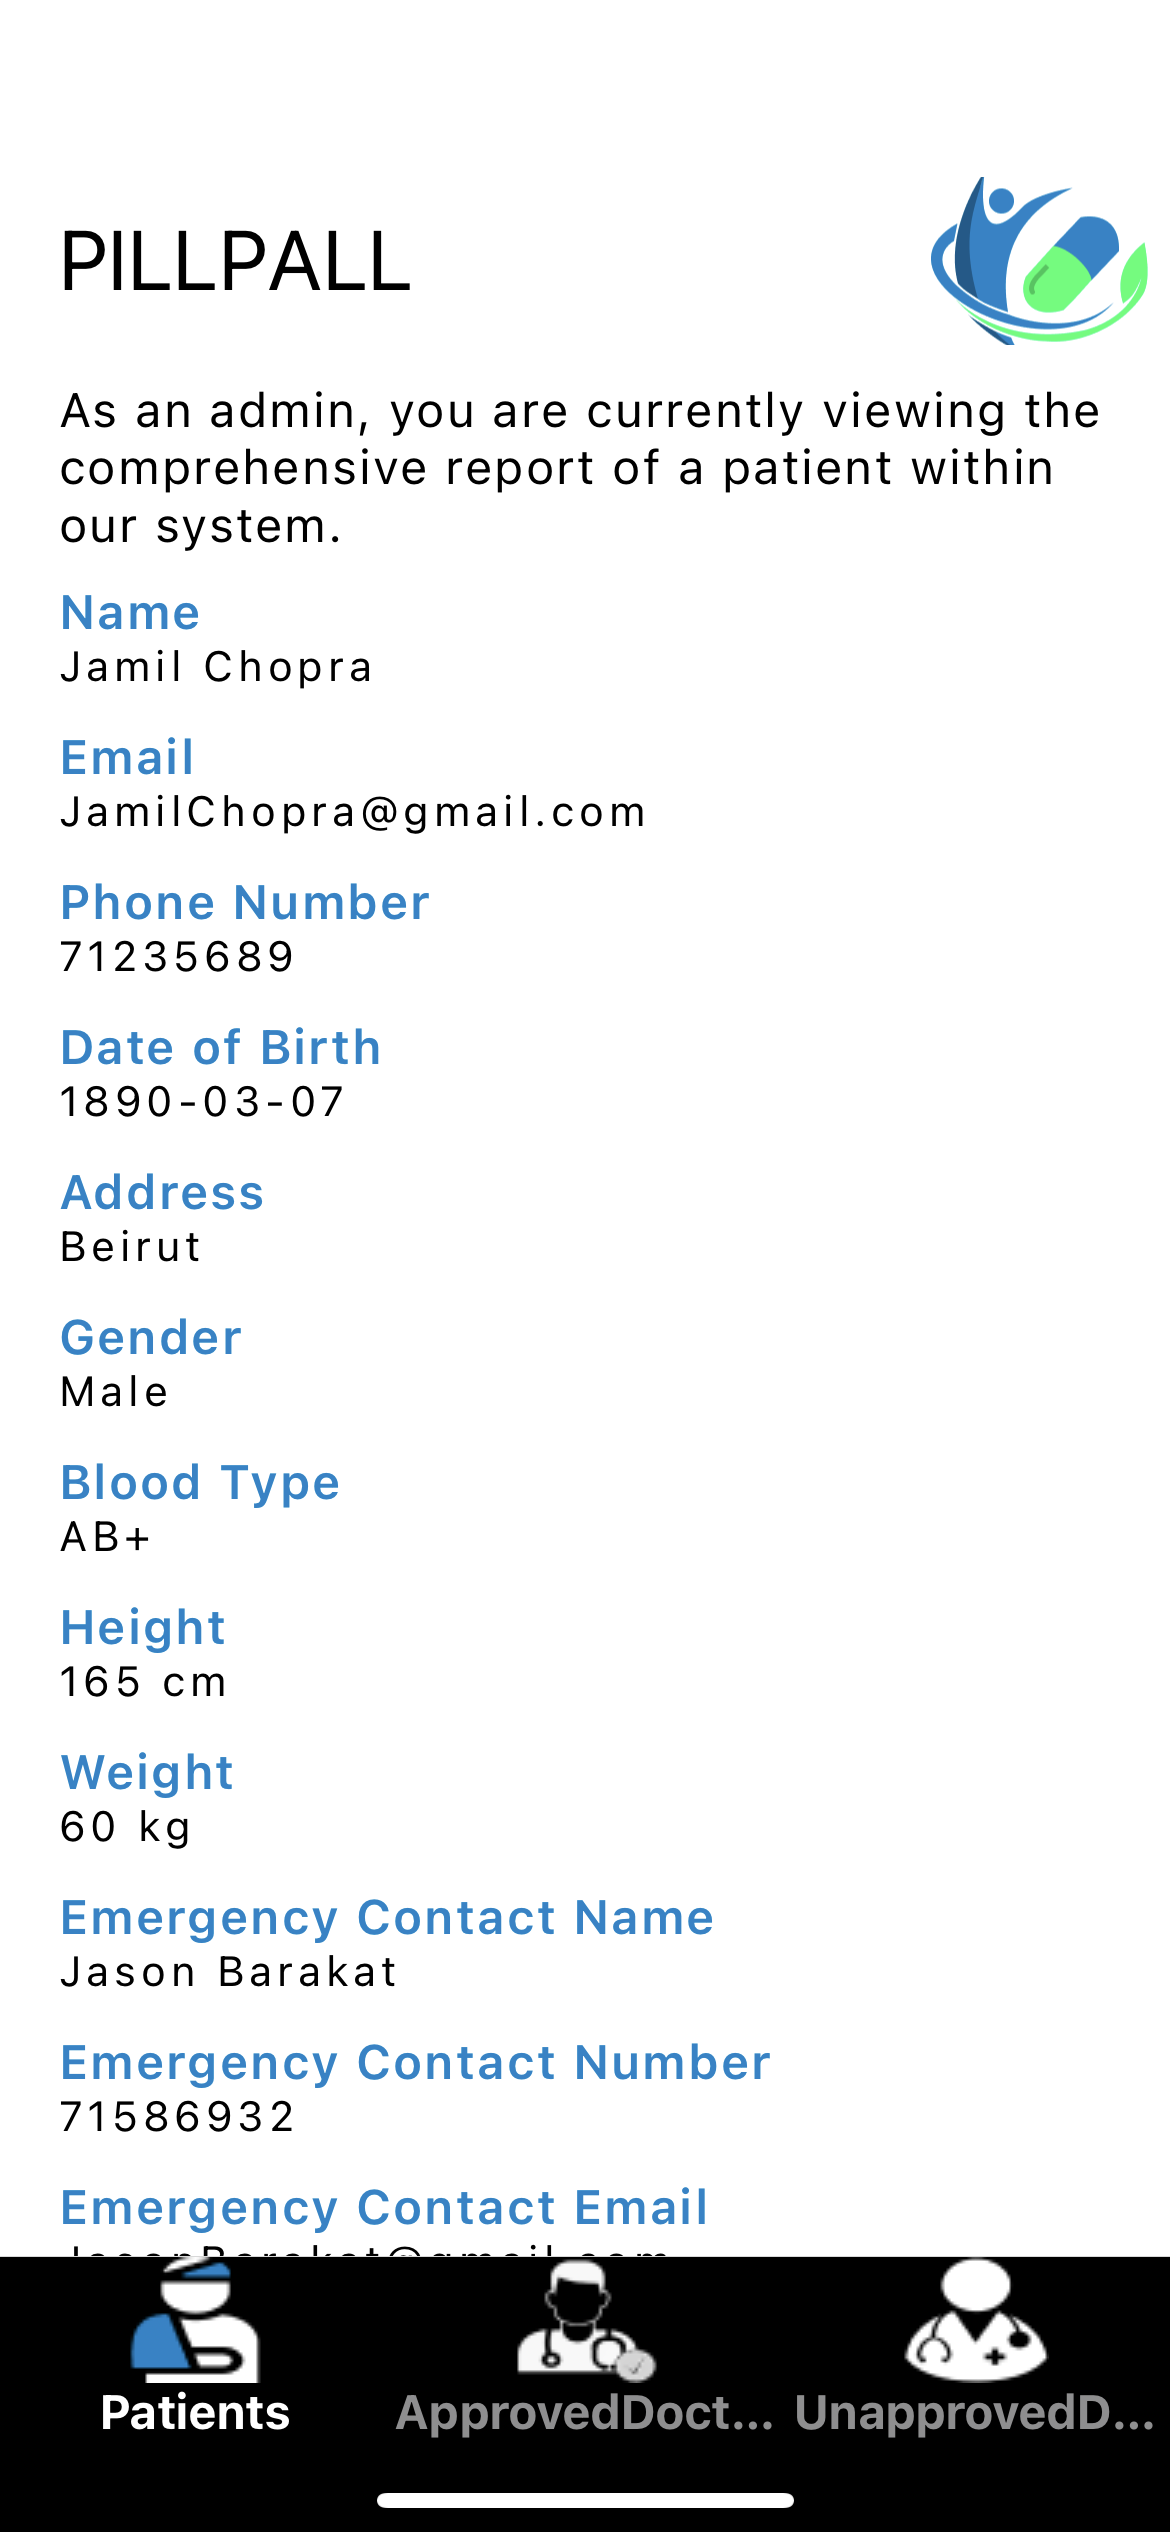 PILLPALL
As an admin, you are currently viewing the
comprehensive report of a patient within
our system.
Name
Jamil Chopra
Email
JamilChopra@gmail.com
Phone Number
71235689
Date of Birth
1890-03-07
Address
Beirut
Gender
Male
Blood Type
AB+
Height
165 cm
Weight
60 kg
Emergency Contact Name
Jason Barakat
Emergency Contact Number
71586932
Emergency Contact Email
JasonBarakat@gmail.com
Patients
ApprovedDoct...
UnapprovedD...